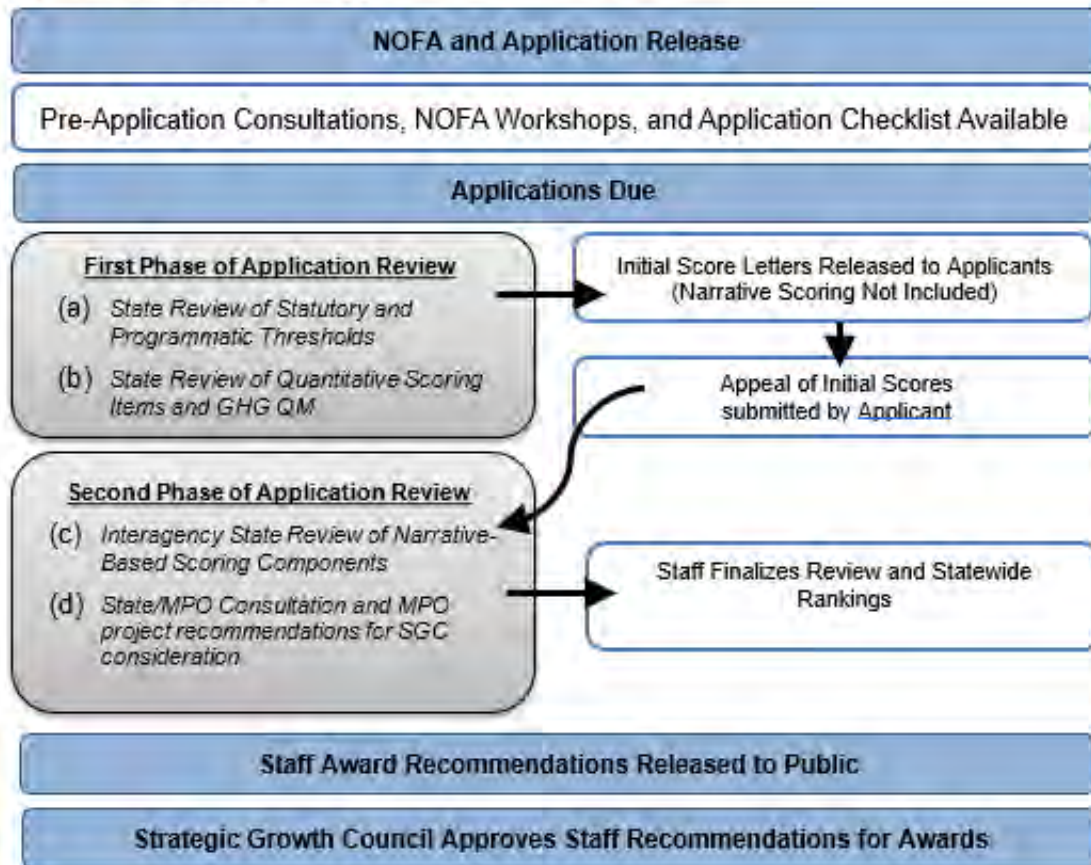 NOFA and Application Release
Pre-Application Consultations, NOFA Workshops, and Application Checklist Available
Applications Due
First Phase of Application Review
(a) State Review of Statutory and
Programmatic Thresholds
(b) State Review of Quantitative Scoring
Items and GHG QM
Initial Score Letters Released to Applicants
(Narrative Scoring Not Included)
Appeal of Initial Scores
submitted by Applicant
Second Phase of Application Review
(c) Interagency State Review of Narrative-
Based Scoring Components
(d) State/MPO Consultation and MPO
project recommendations for SGC
consideration
Staff Finalizes Review and Statewide
Rankings
Staff Award Recommendations Released to Public
Strategic Growth Council Approves Staff Recommendations for Awards